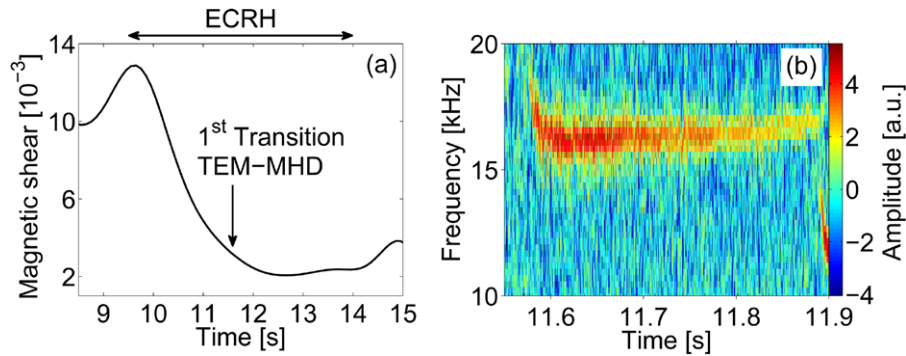 ECRH
14
10
6
2
Magnetic shear [10⁻³]
(a)
1ˢᵗ Transition
TEM−MHD
9 10 11 12 13 14 15
Time [s]
20
15
10
Frequency [kHz]
(b)
11.6 11.7 11.8 11.9
Time [s]
4
2
0
−2
−4
Amplitude [a.u.]